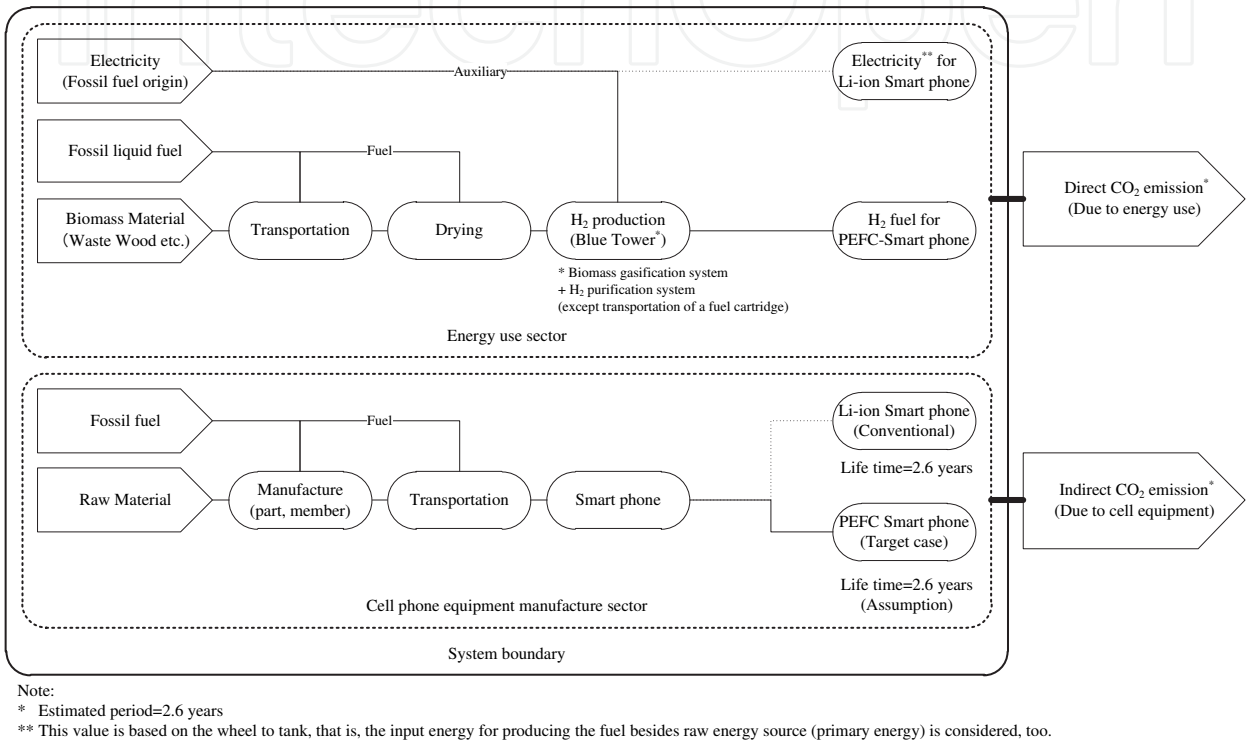 IntechOpen
Electricity
(Fossil fuel origin)
Auxiliary
Electricity** for
Li-ion Smart phone
Fossil liquid fuel
Fuel
Direct CO₂ emission*
(Due to energy use)
Biomass Material
(Waste Wood etc.)
Transportation
Drying
H₂ production
(Blue Tower*)
H₂ fuel for
PEFC-Smart phone
* Biomass gasification system
+ H₂ purification system
(except transportation of a fuel cartridge)
Energy use sector
Fossil fuel
Fuel
Li-ion Smart phone
(Conventional)
Life time=2.6 years
Raw Material
Manufacture
(part, member)
Transportation
Smart phone
Indirect CO₂ emission*
(Due to cell equipment)
PEFC Smart phone
(Target case)
Life time=2.6 years
(Assumption)
Cell phone equipment manufacture sector
System boundary
Note:
* Estimated period=2.6 years
** This value is based on the wheel to tank, that is, the input energy for producing the fuel besides raw energy source (primary energy) is considered, too.